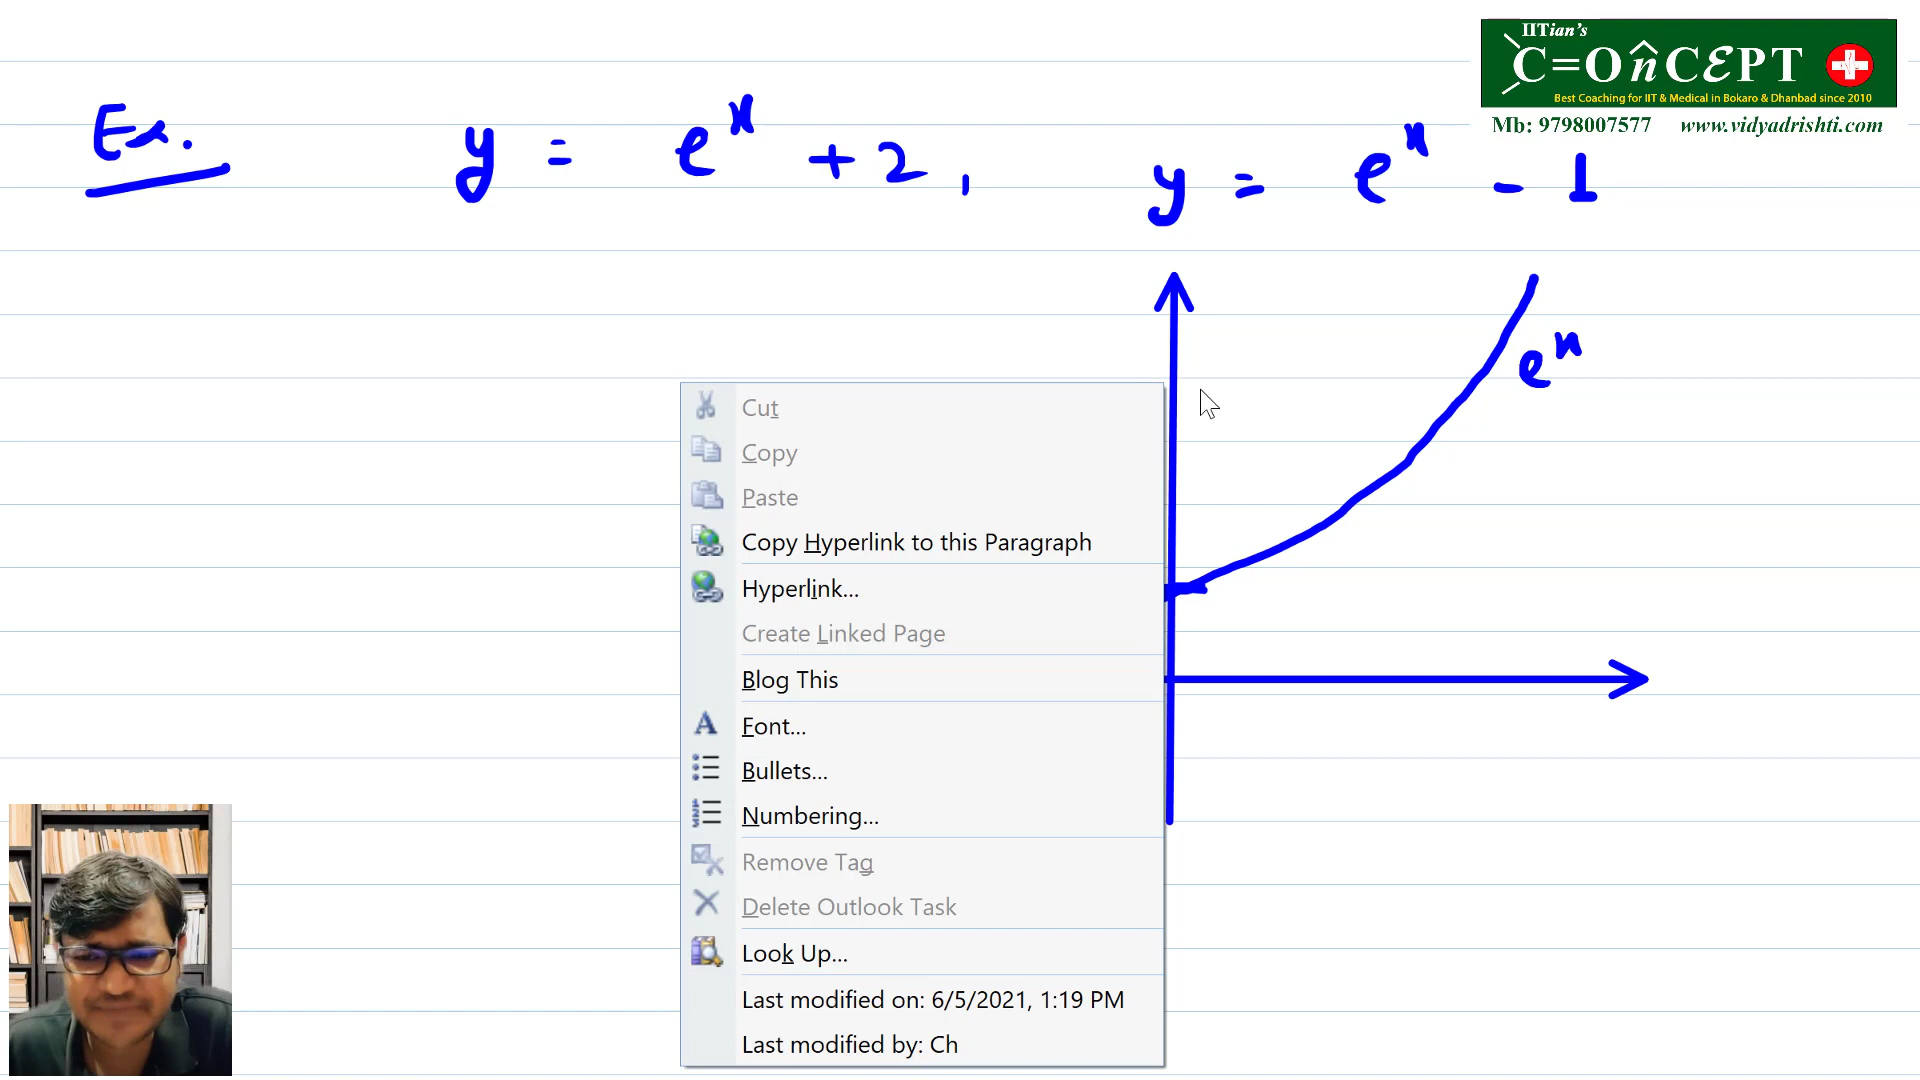 IITian's
C=OnCEPT
Best Coaching for IIT & Medical in Bokaro & Dhanbad since 2010
Mb: 9798007577 www.vidyadrishti.com
Ex. y = e^x + 2, y = e^x - 1
e^x
Cut
Copy
Paste
Copy Hyperlink to this Paragraph
Hyperlink...
Create Linked Page
Blog This
Font...
Bullets...
Numbering...
Remove Tag
Delete Outlook Task
Look Up...
Last modified on: 6/5/2021, 1:19 PM
Last modified by: Ch